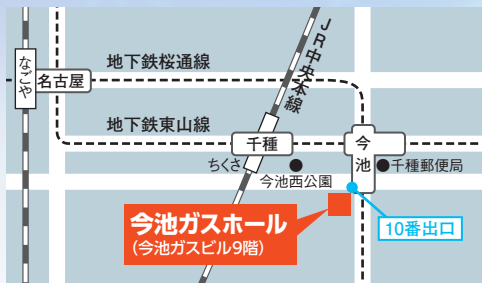 なごや
名古屋
地下鉄桜通線
JR中央本線
地下鉄東山線
千種
ちくさ
今池
今池西公園
千種郵便局
10番出口
今池ガスホール
(今池ガスビル9階)